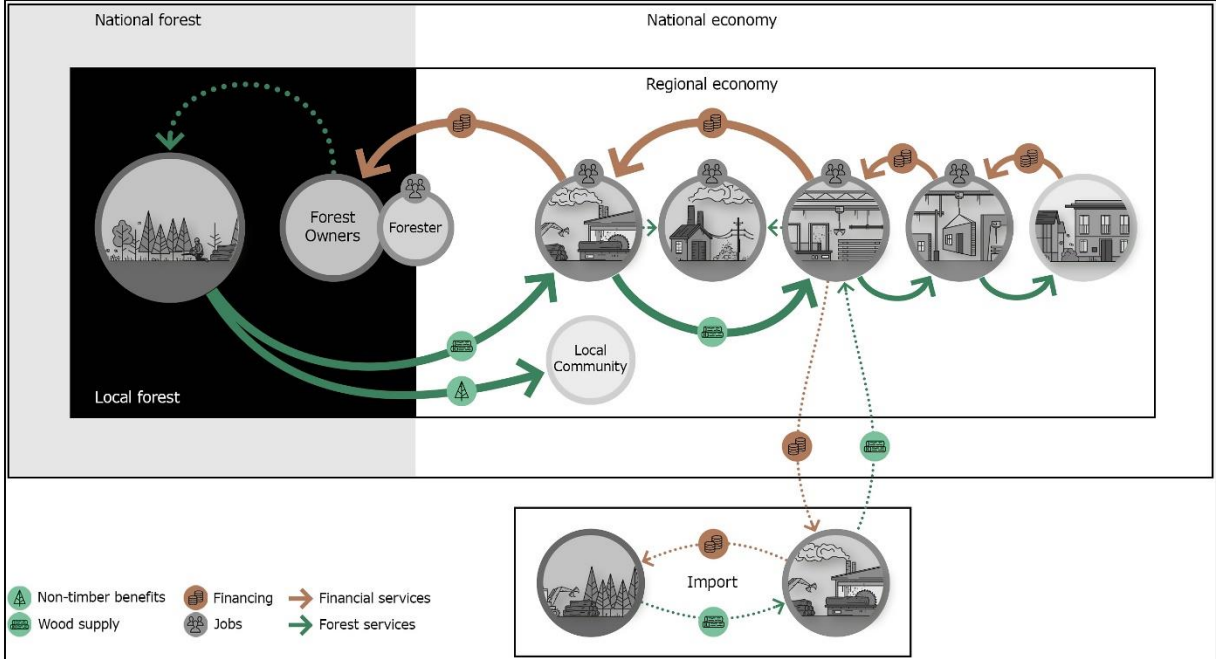 National forest
National economy
Regional economy
Forest
Owners
Forester
Local
Community
Local forest
Import
Non-timber benefits
Financing
Financial services
Wood supply
Jobs
Forest services